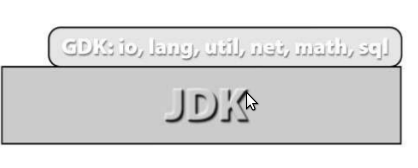 GDK: io, lang, util, net, math, sql
JDK